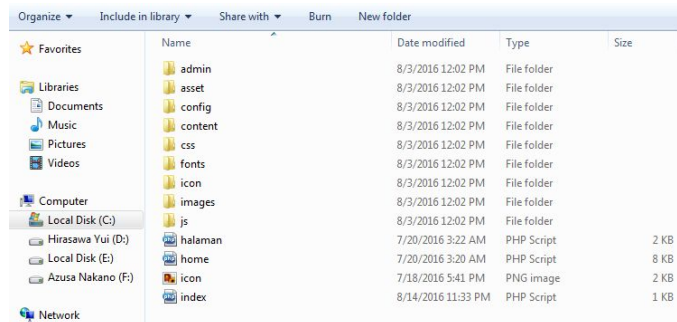 Organize Include in library Share with Burn New folder
Favorites
Libraries
Documents
Music
Pictures
Videos
Computer
Local Disk (C:)
Hirasawa Yui (D:)
Local Disk (E:)
Azusa Nakano (F:)
Network
Name Date modified Type Size
admin 8/3/2016 12:02 PM File folder
asset 8/3/2016 12:02 PM File folder
config 8/3/2016 12:02 PM File folder
content 8/3/2016 12:02 PM File folder
css 8/3/2016 12:02 PM File folder
fonts 8/3/2016 12:02 PM File folder
icon 8/3/2016 12:02 PM File folder
images 8/3/2016 12:02 PM File folder
js 8/3/2016 12:02 PM File folder
halaman 7/20/2016 3:22 AM PHP Script 2 KB
home 7/20/2016 3:20 AM PHP Script 8 KB
icon 7/18/2016 5:41 PM PNG image 2 KB
index 8/14/2016 11:33 PM PHP Script 1 KB